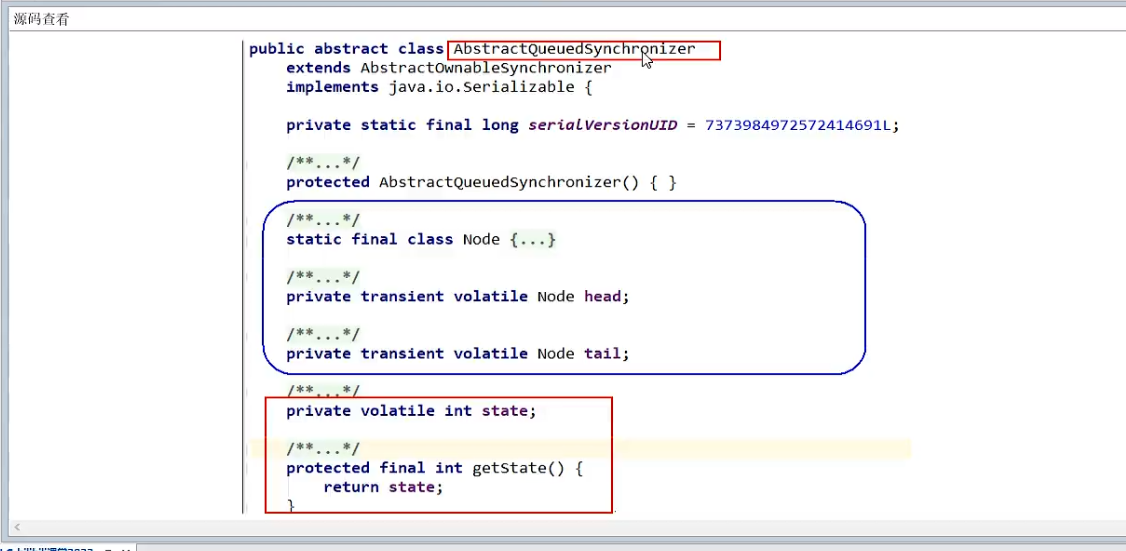 源码查看
public abstract class AbstractQueuedSynchronizer
extends AbstractOwnableSynchronizer
implements java.io.Serializable {
private static final long serialVersionUID = 7373984972572414691L;
/**...*/
protected AbstractQueuedSynchronizer() { }
/**...*/
static final class Node {...}
/**...*/
private transient volatile Node head;
/**...*/
private transient volatile Node tail;
/**...*/
private volatile int state;
/**...*/
protected final int getState() {
return state;
}